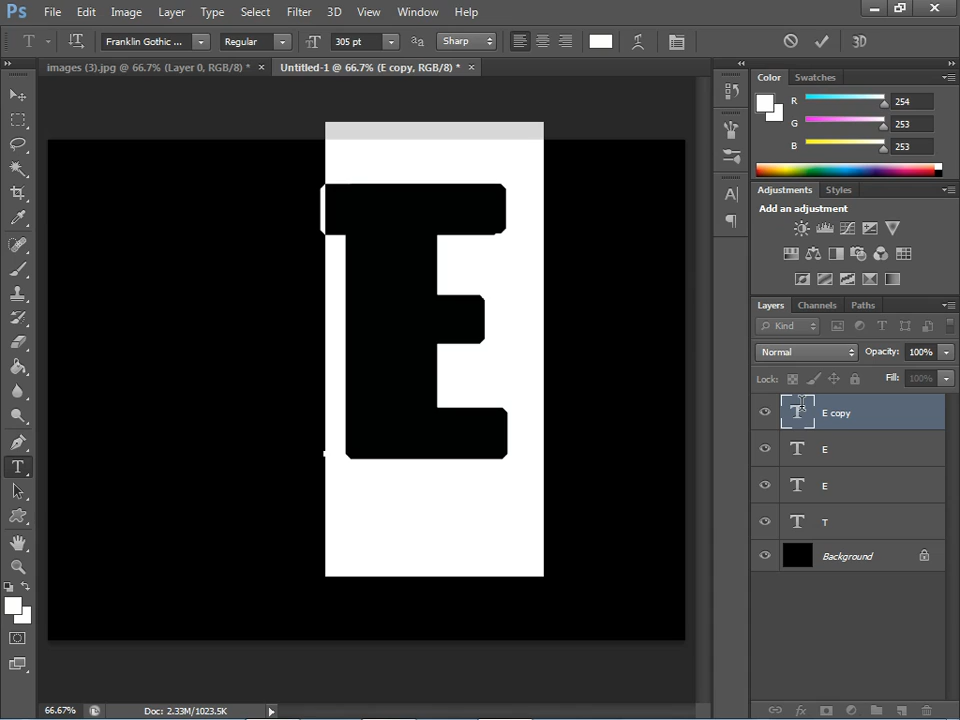 Ps File Edit Image Layer Type Select Filter 3D View Window Help
T Franklin Gothic ... Regular 305 pt aa Sharp 3D
images (3).jpg @ 66.7% (Layer 0, RGB/8) * × Untitled-1 @ 66.7% (E copy, RGB/8) * ×
Color Swatches
R 254
G 253
B 253
Adjustments Styles
Add an adjustment
E
Layers Channels Paths
Kind
Normal Opacity: 100%
Lock: Fill: 100%
T E copy
T E
T E
T T
Background
66.67% Doc: 2.33M/1023.5K